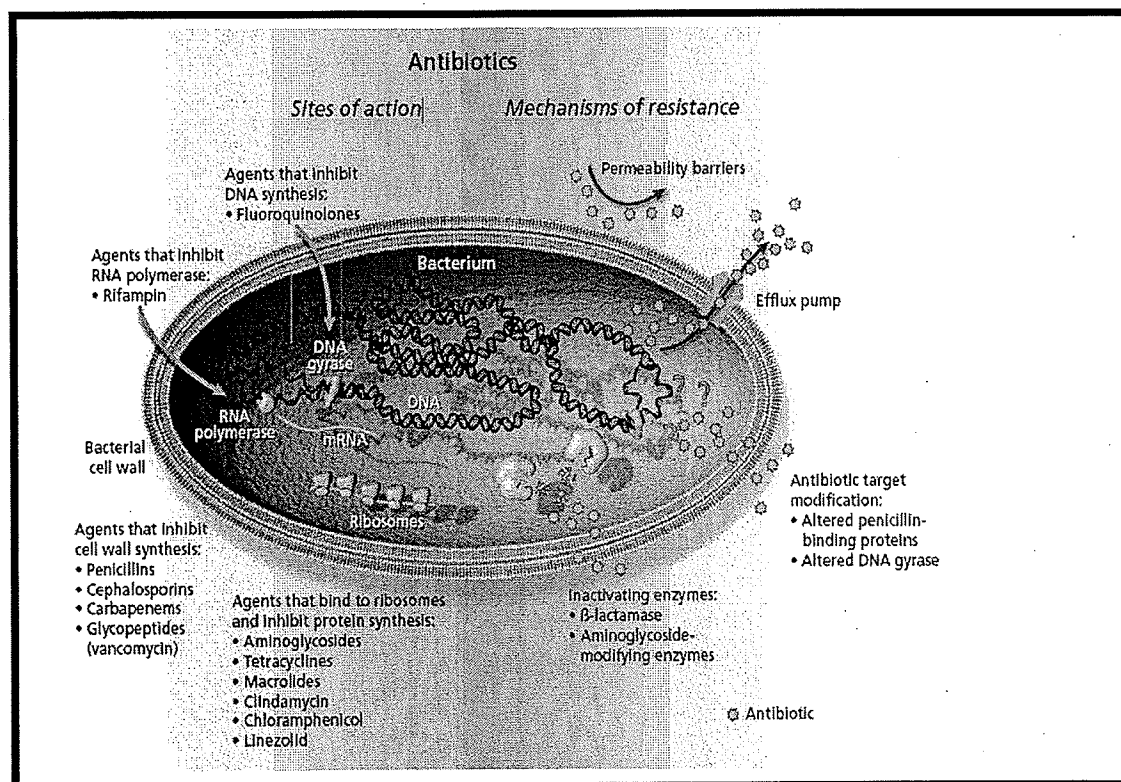 Antibiotics
Sites of action
Mechanisms of resistance
Agents that inhibit
DNA synthesis:
• Fluoroquinolones
Permeability barriers
Agents that inhibit
RNA polymerase:
• Rifampin
Bacterium
Efflux pump
DNA
gyrase
DNA
RNA
polymerase
mRNA
Bacterial
cell wall
Ribosomes
Antibiotic target
modification:
• Altered penicillin-
binding proteins
• Altered DNA gyrase
Agents that inhibit
cell wall synthesis:
• Penicillins
• Cephalosporins
• Carbapenems
• Glycopeptides
(vancomycin)
Agents that bind to ribosomes
and inhibit protein synthesis:
• Aminoglycosides
• Tetracyclines
• Macrolides
• Clindamycin
• Chloramphenicol
• Linezolid
Inactivating enzymes:
• β-lactamase
• Aminoglycoside-
modifying enzymes
Antibiotic